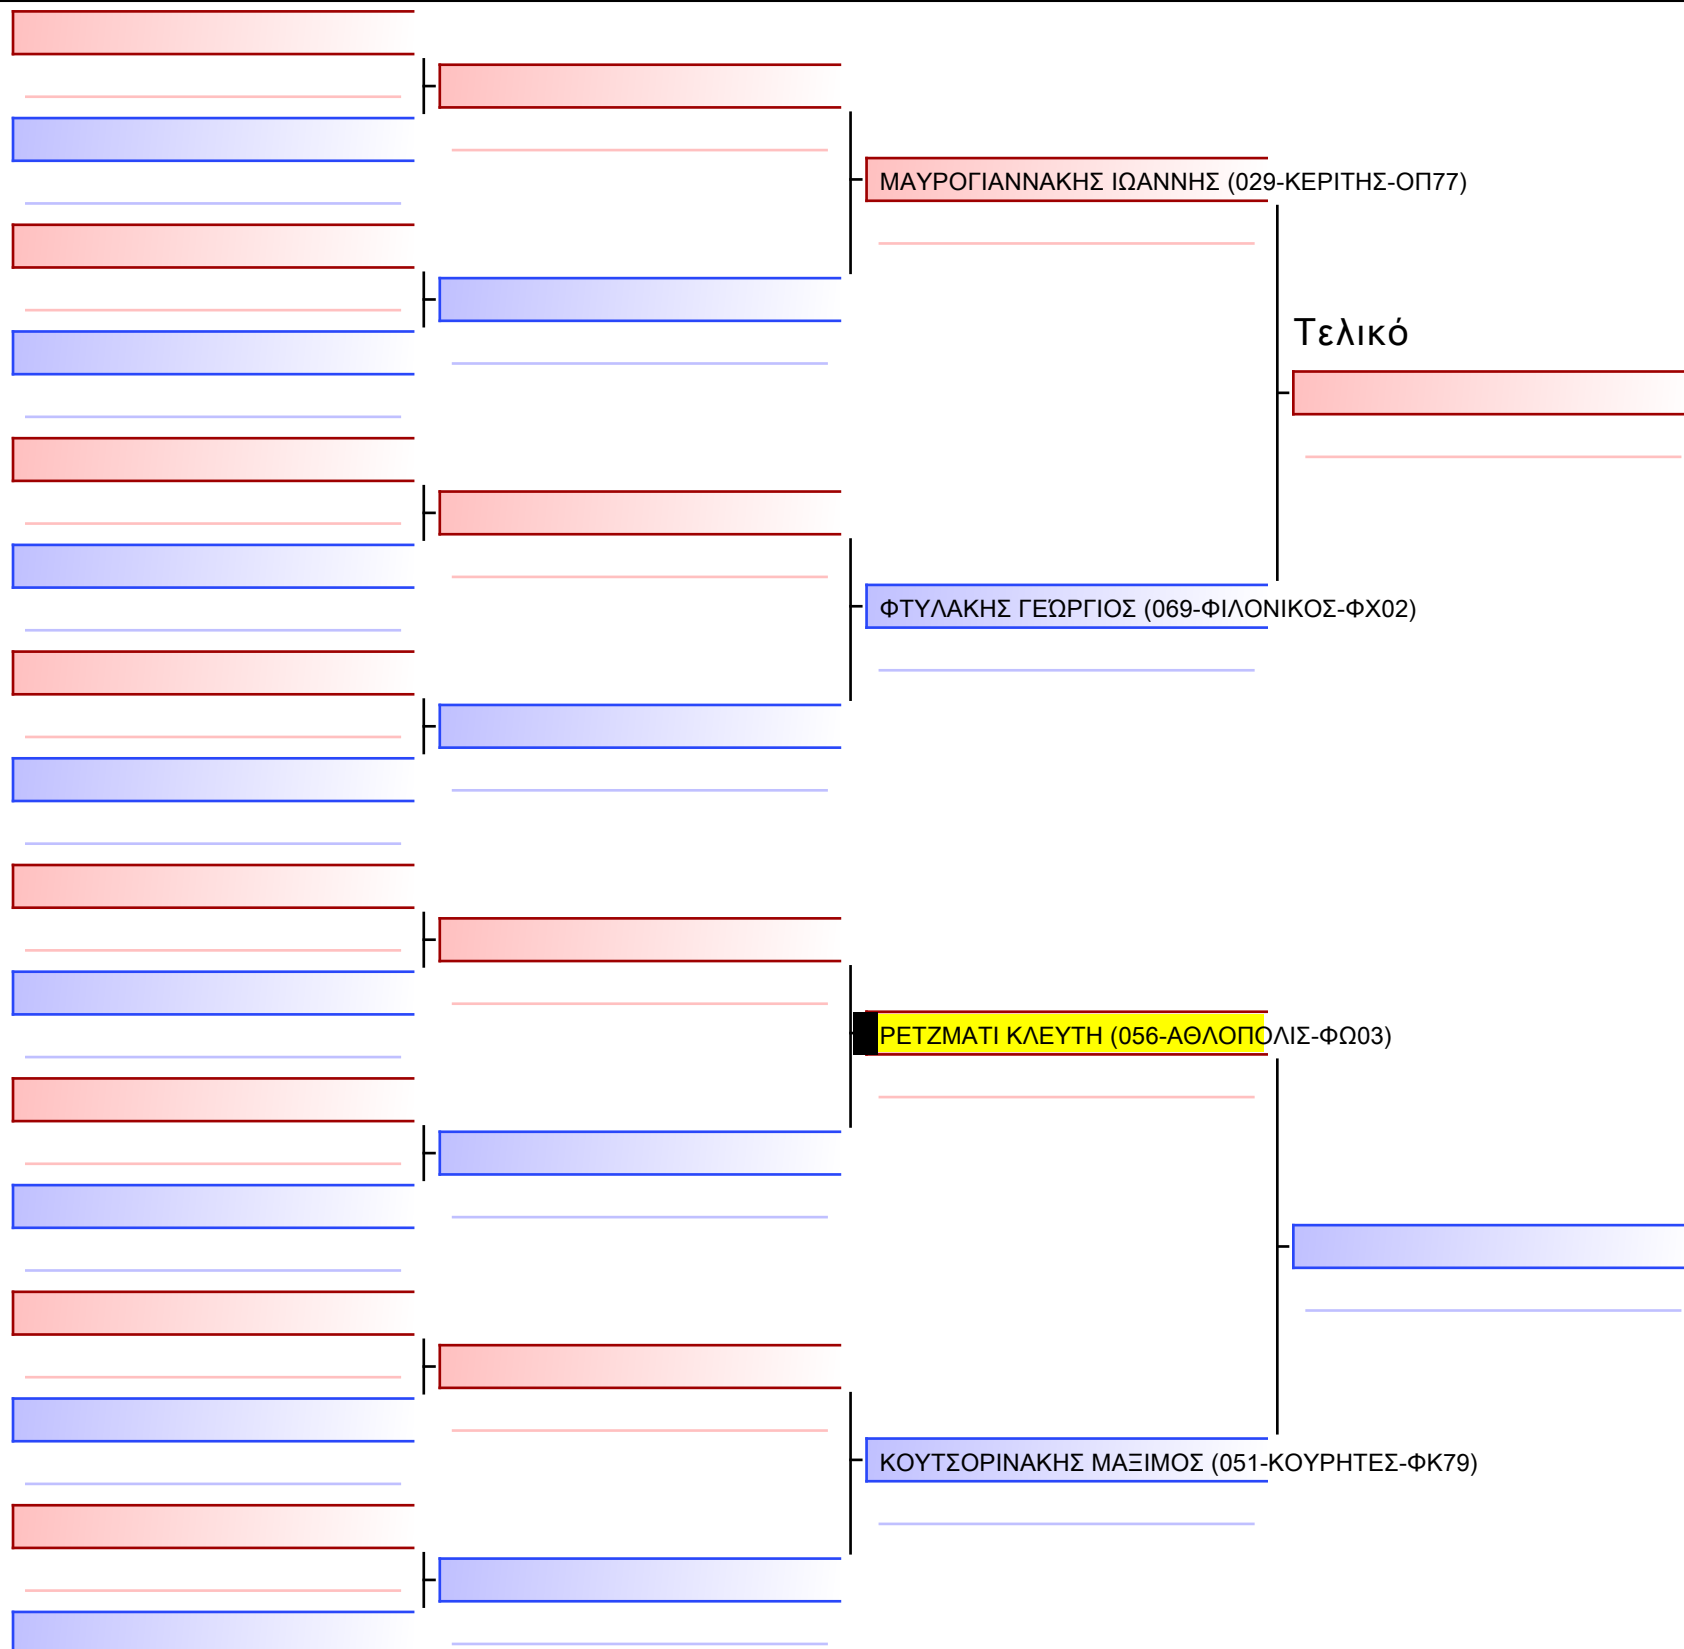 ΜΑΥΡΟΓΙΑΝΝΑΚΗΣ ΙΩΑΝΝΗΣ (029-ΚΕΡΙΤΗΣ-ΟΠ77)
Τελικό
ΦΤΥΛΑΚΗΣ ΓΕΏΡΓΙΟΣ (069-ΦΙΛΟΝΙΚΟΣ-ΦΧ02)
ΡΕΤΖΜΑΤΙ ΚΛΕΥΤΗ (056-ΑΘΛΟΠΟΛΙΣ-ΦΩ03)
ΚΟΥΤΣΟΡΙΝΑΚΗΣ ΜΑΞΙΜΟΣ (051-ΚΟΥΡΗΤΕΣ-ΦΚ79)